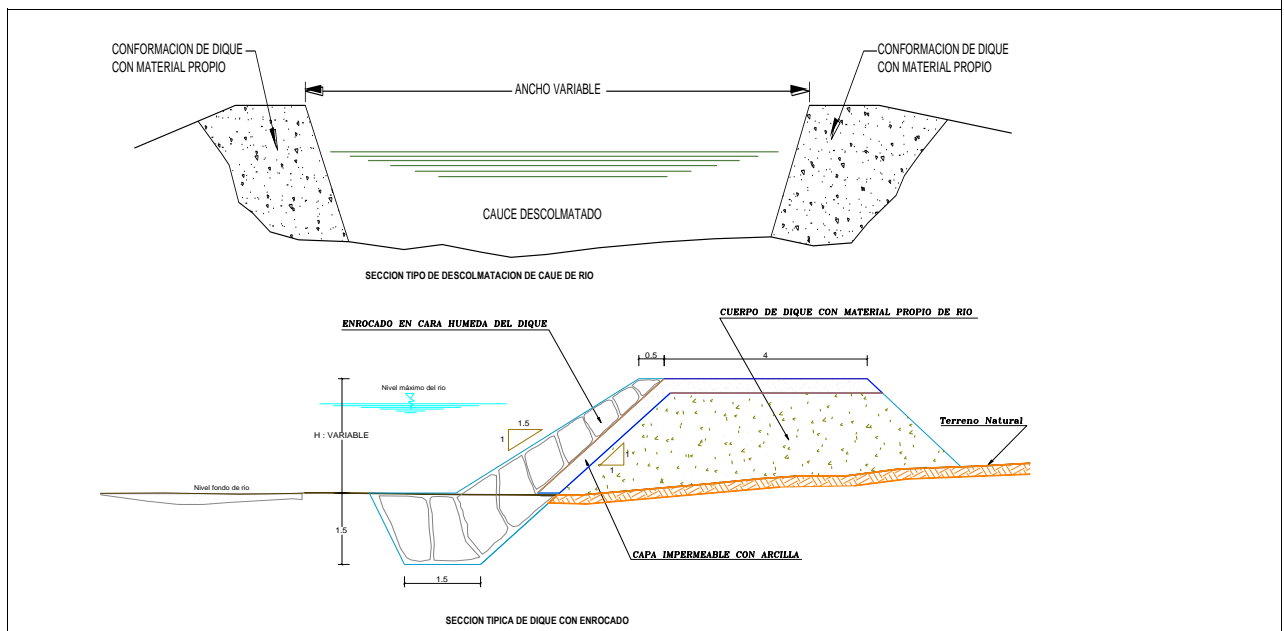 CONFORMACION DE DIQUE
CON MATERIAL PROPIO
CONFORMACION DE DIQUE
CON MATERIAL PROPIO
ANCHO VARIABLE
CAUCE DESCOLMATADO
SECCION TIPO DE DESCOLMATACION DE CAUE DE RIO
ENROCADO EN CARA HUMEDA DEL DIQUE
CUERPO DE DIQUE CON MATERIAL PROPIO DE RIO
0.5
4
Nivel máximo del rio
1.5
1
H : VARIABLE
Terreno Natural
1
1
Nivel fondo de rio
1.5
CAPA IMPERMEABLE CON ARCILLA
1.5
SECCION TIPICA DE DIQUE CON ENROCADO